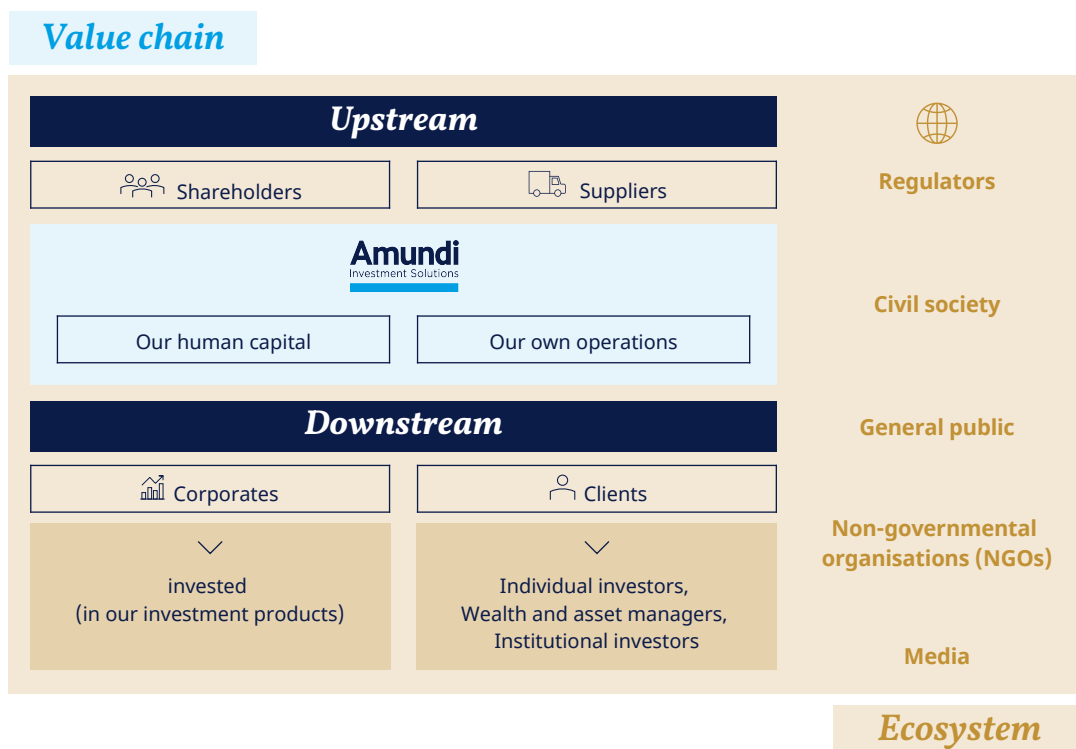 Value chain
Upstream
Shareholders
Suppliers
Amundi
Investment Solutions
Our human capital
Our own operations
Downstream
Corporates
Clients
invested
(in our investment products)
Individual investors,
Wealth and asset managers,
Institutional investors
Regulators
Civil society
General public
Non-governmental
organisations (NGOs)
Media
Ecosystem